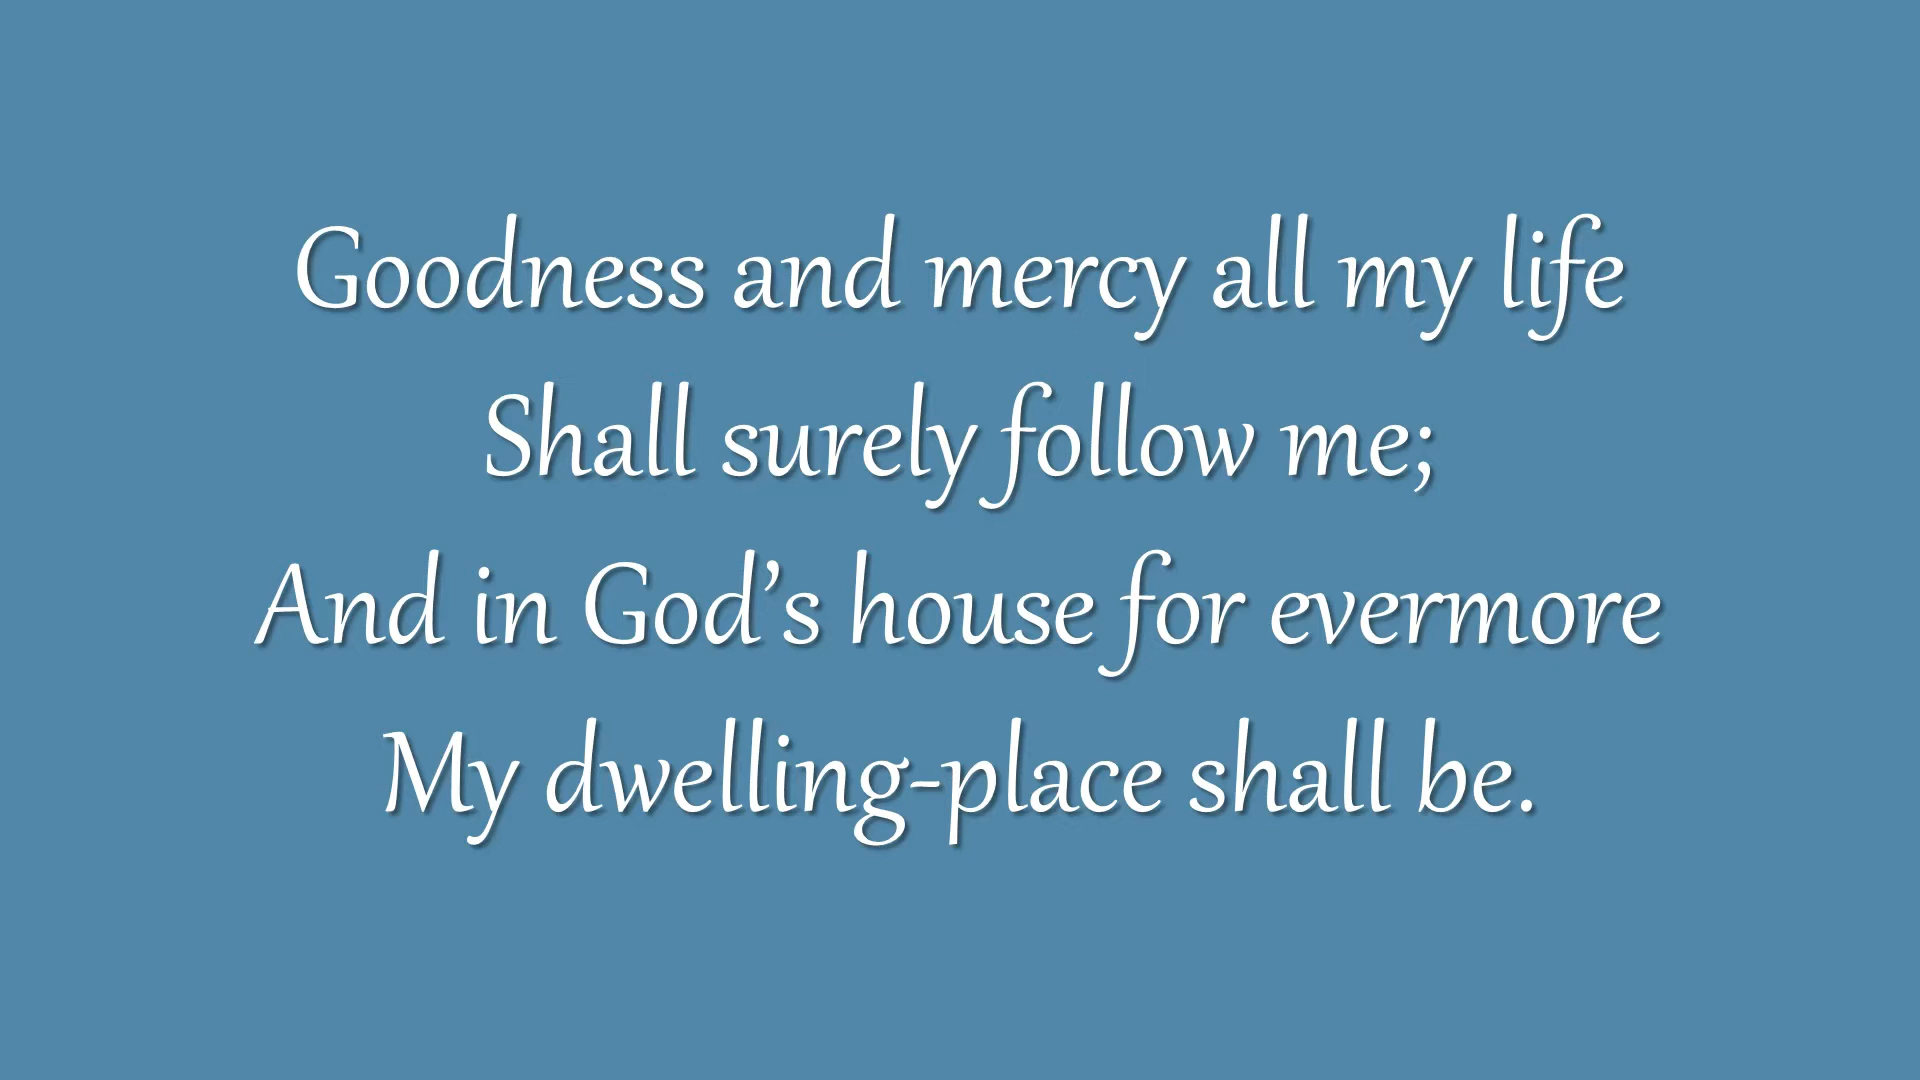 Goodness and mercy all my life
Shall surely follow me;
And in God’s house for evermore
My dwelling-place shall be.